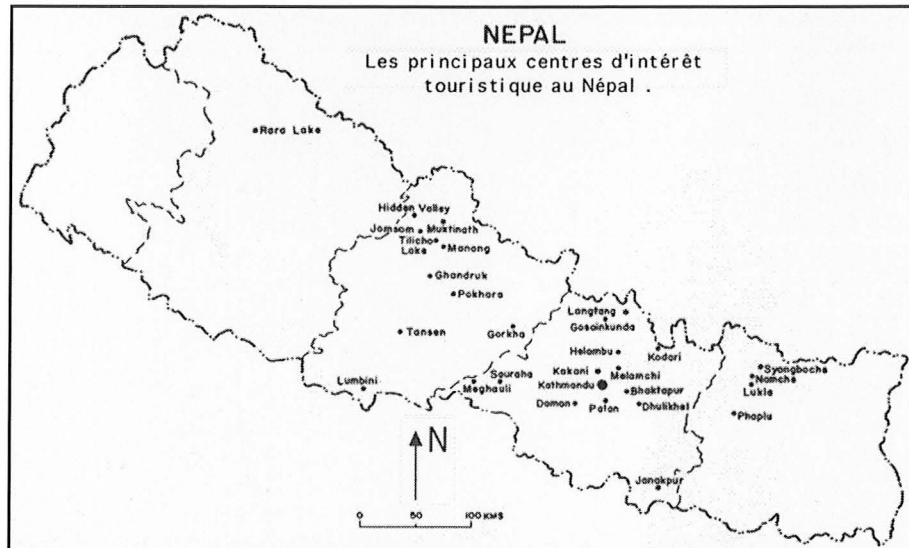 NEPAL
Les principaux centres d'intérêt
touristique au Népal .
Rara Lake
Hidden Valley
Jomsom
Muktinath
Tilicho
Lake
Manang
Ghandruk
Pokhara
Tansen
Gorkha
Lumbini
Meghauli
Sauraha
Langtang
Gosainkunda
Helambu
Kodari
Kakani
Melamchi
Kathmandu
Bhaktapur
Daman
Patan
Dhulikhel
Syangboche
Namche
Lukla
Phaplu
Janakpur
N
0 50 100 KMS